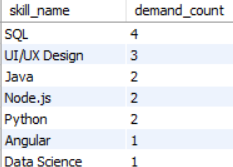 skill_name demand_count
SQL 4
UI/UX Design 3
Java 2
Node.js 2
Python 2
Angular 1
Data Science 1